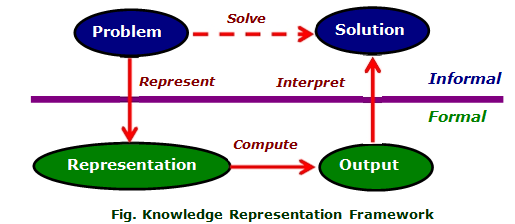 Solve
Problem
Solution
Represent
Interpret
Informal
Formal
Compute
Representation
Output
Fig. Knowledge Representation Framework